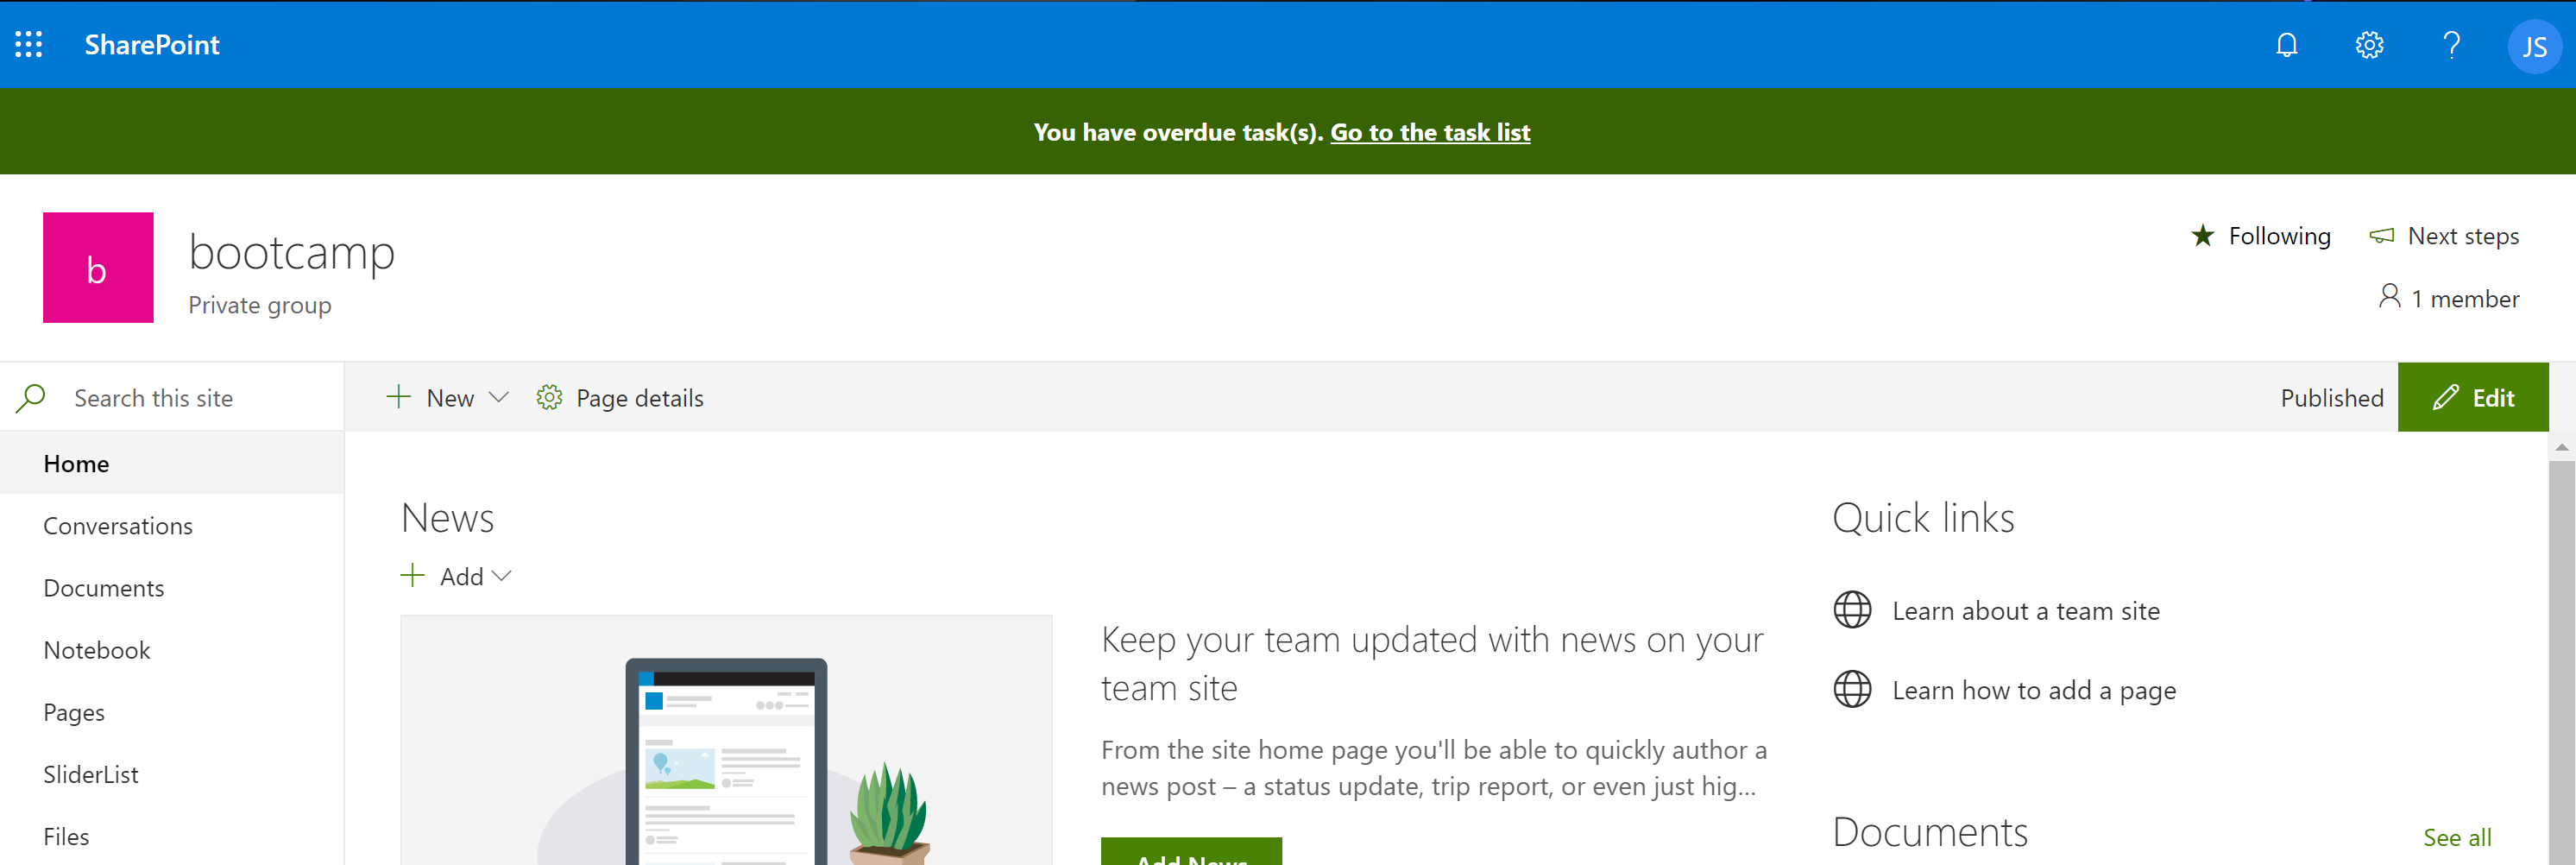 SharePoint
JS
You have overdue task(s). Go to the task list
b
bootcamp
Private group
Following
Next steps
1 member
Search this site
New
Page details
Published
Edit
Home
Conversations
Documents
Notebook
Pages
SliderList
Files
News
Add
Keep your team updated with news on your
team site
From the site home page you'll be able to quickly author a
news post – a status update, trip report, or even just hig...
Add News
Quick links
Learn about a team site
Learn how to add a page
Documents
See all